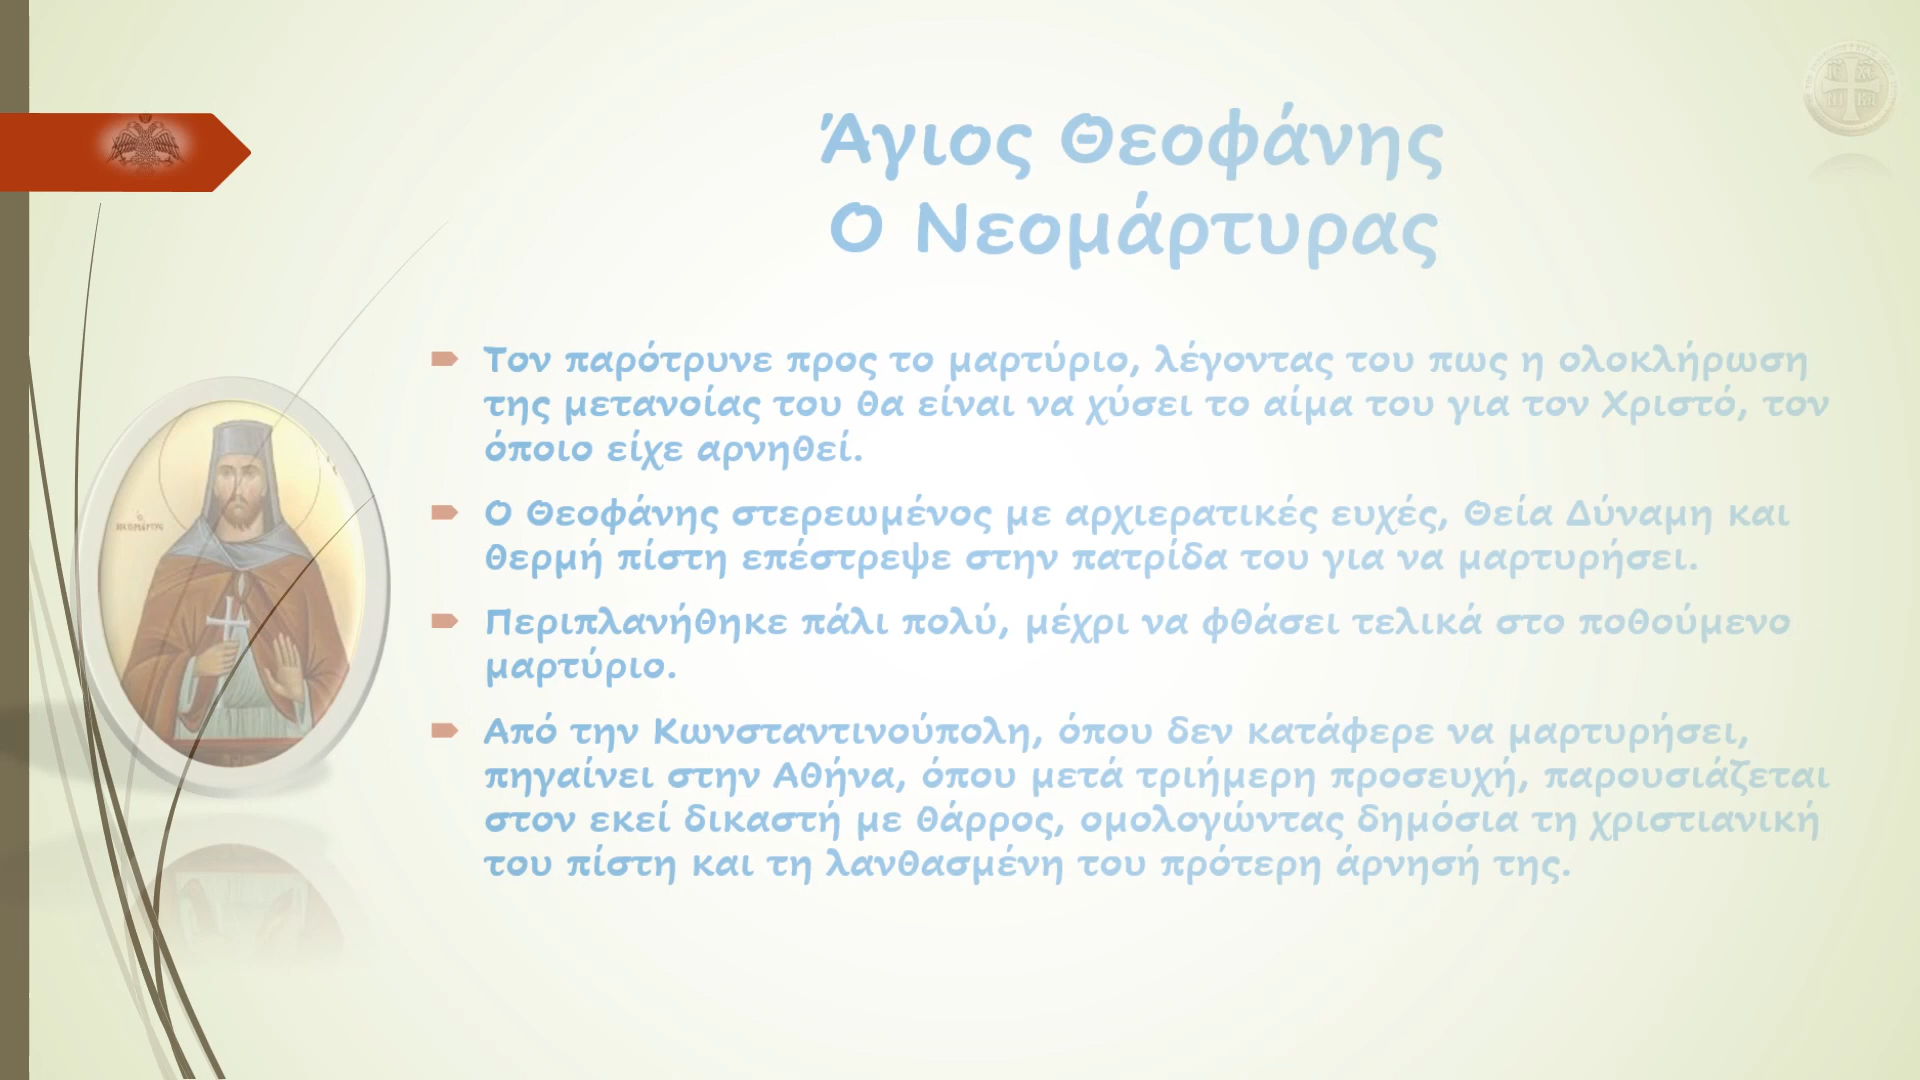 Άγιος Θεοφάνης
Ο Νεομάρτυρας
Τον παρότρυνε προς το μαρτύριο, λέγοντας του πως η ολοκλήρωση
της μετανοίας του θα είναι να χύσει το αίμα του για τον Χριστό, τον
όποιο είχε αρνηθεί.
Ο Θεοφάνης στερεωμένος με αρχιερατικές ευχές, Θεία Δύναμη και
θερμή πίστη επέστρεψε στην πατρίδα του για να μαρτυρήσει.
Περιπλανήθηκε πάλι πολύ, μέχρι να φθάσει τελικά στο ποθούμενο
μαρτύριο.
Από την Κωνσταντινούπολη, όπου δεν κατάφερε να μαρτυρήσει,
πηγαίνει στην Αθήνα, όπου μετά τριήμερη προσευχή, παρουσιάζεται
στον εκεί δικαστή με θάρρος, ομολογώντας δημόσια τη χριστιανική
του πίστη και τη λανθασμένη του πρότερη άρνησή της.